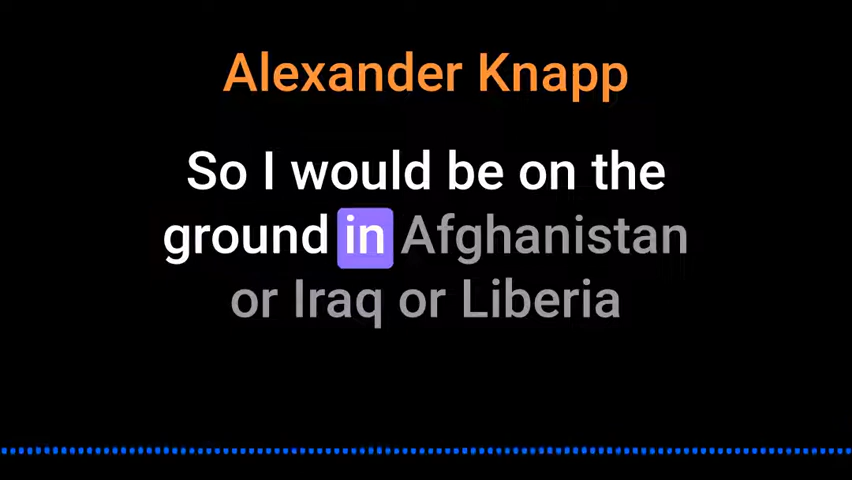 Alexander Knapp
So I would be on the
ground in Afghanistan
or Iraq or Liberia